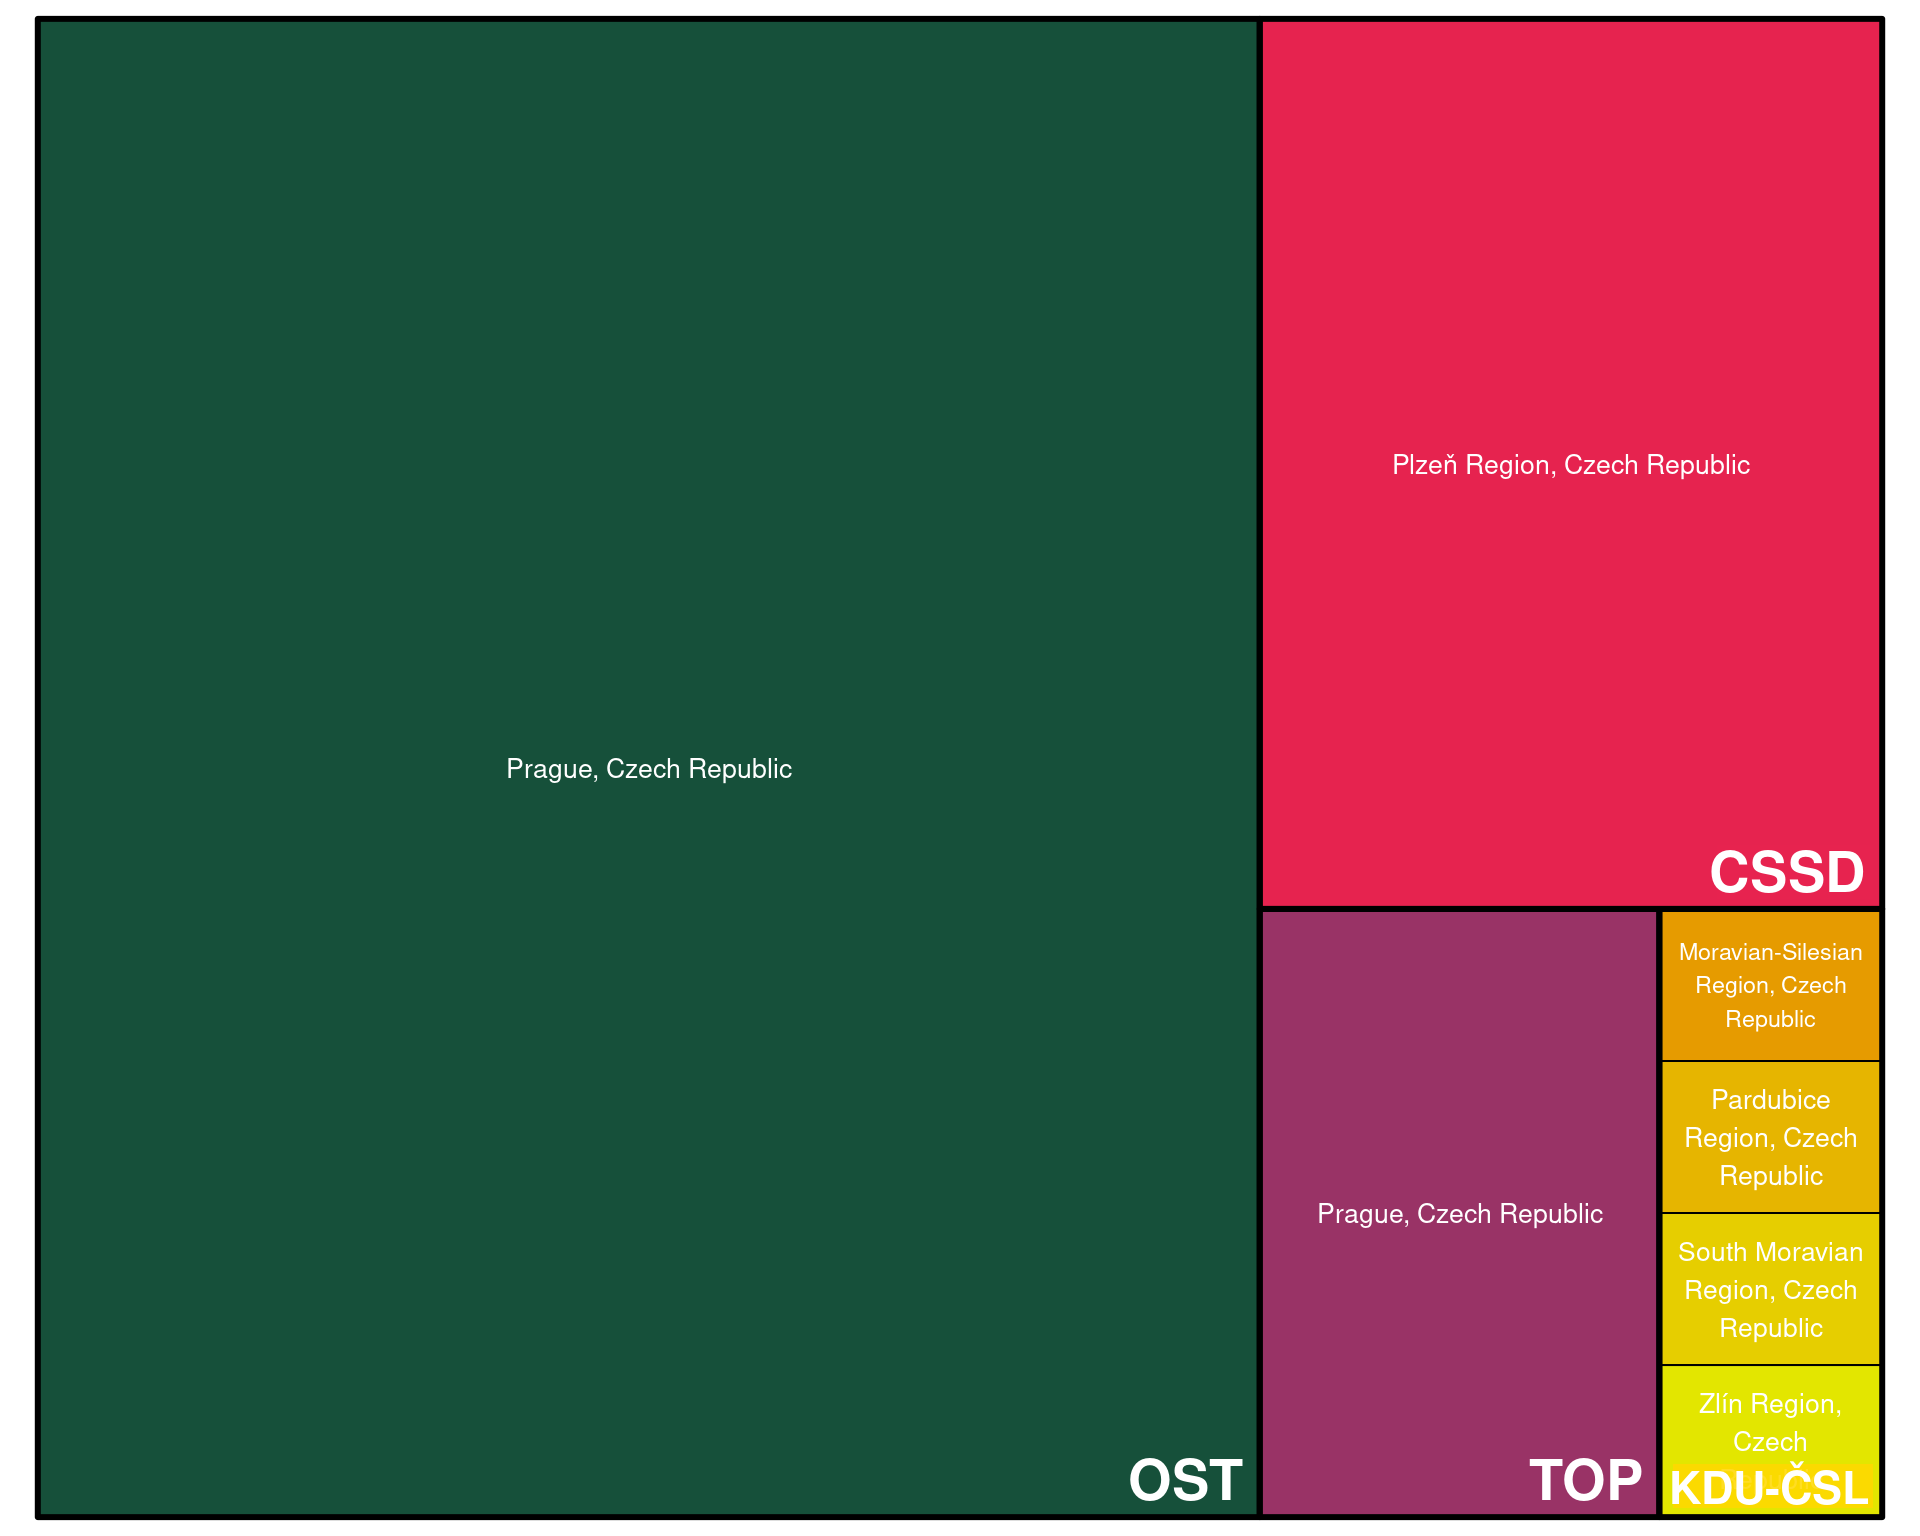 Prague, Czech Republic
OST
Plzeň Region, Czech Republic
CSSD
Prague, Czech Republic
TOP
Moravian-Silesian
Region, Czech
Republic
Pardubice
Region, Czech
Republic
South Moravian
Region, Czech
Republic
Zlín Region,
Czech
KDU-ČSL